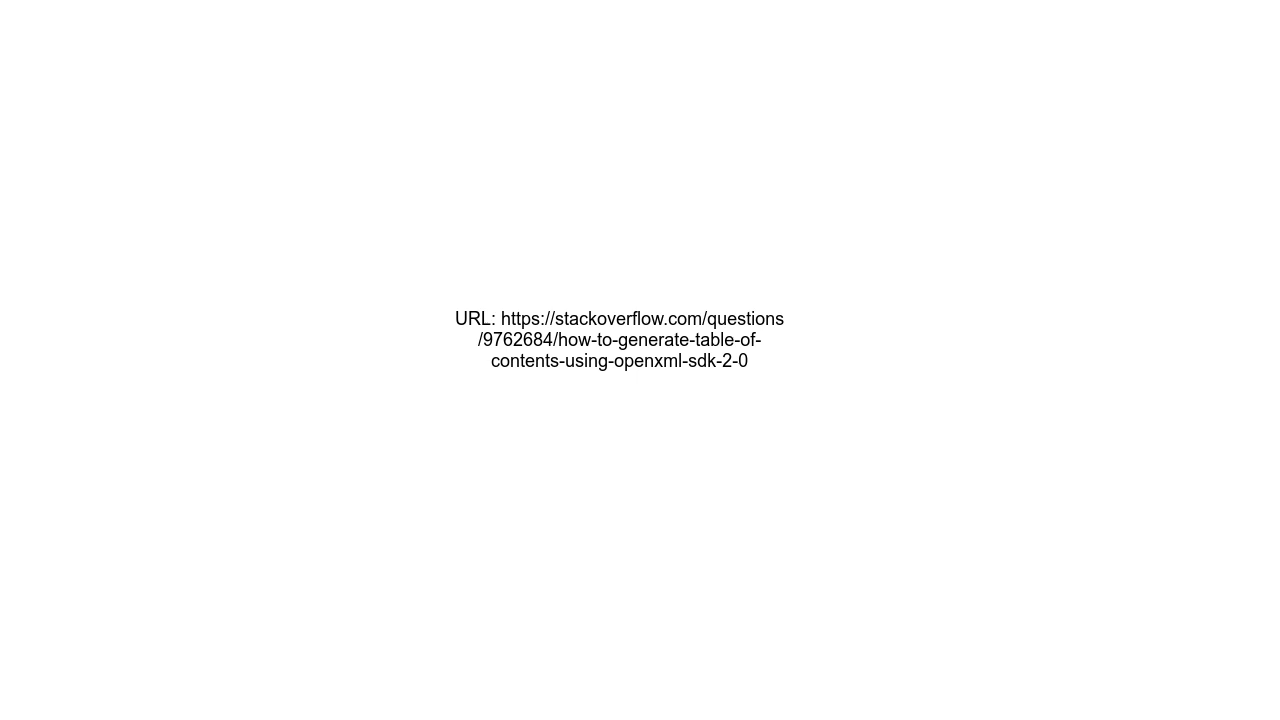 URL: https://stackoverflow.com/questions
/9762684/how-to-generate-table-of-
contents-using-openxml-sdk-2-0